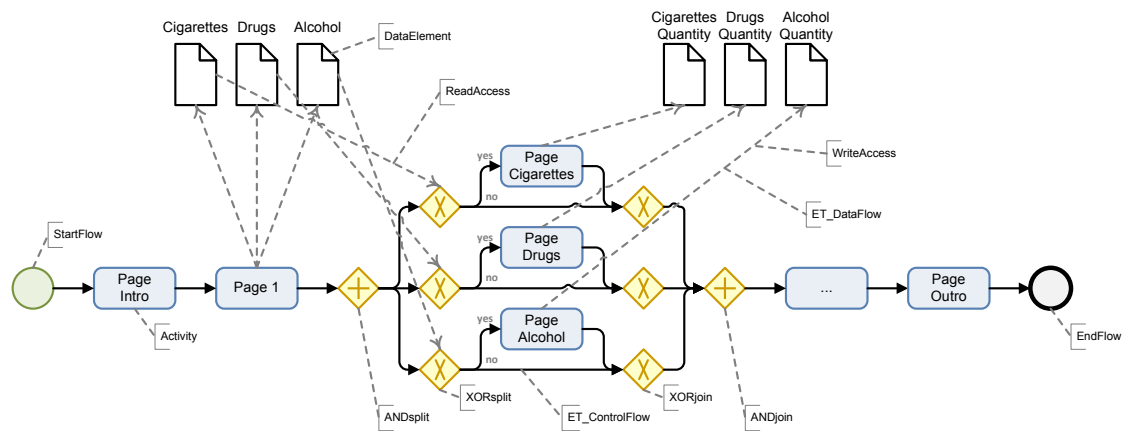 Cigarettes
Drugs
Alcohol
DataElement
ReadAccess
Cigarettes
Quantity
Drugs
Quantity
Alcohol
Quantity
WriteAccess
ET_DataFlow
StartFlow
yes
Page
Cigarettes
no
yes
Page
Drugs
no
Page
Intro
Page 1
...
Page
Outro
yes
Page
Alcohol
no
Activity
EndFlow
XORsplit
XORjoin
ANDsplit
ET_ControlFlow
ANDjoin